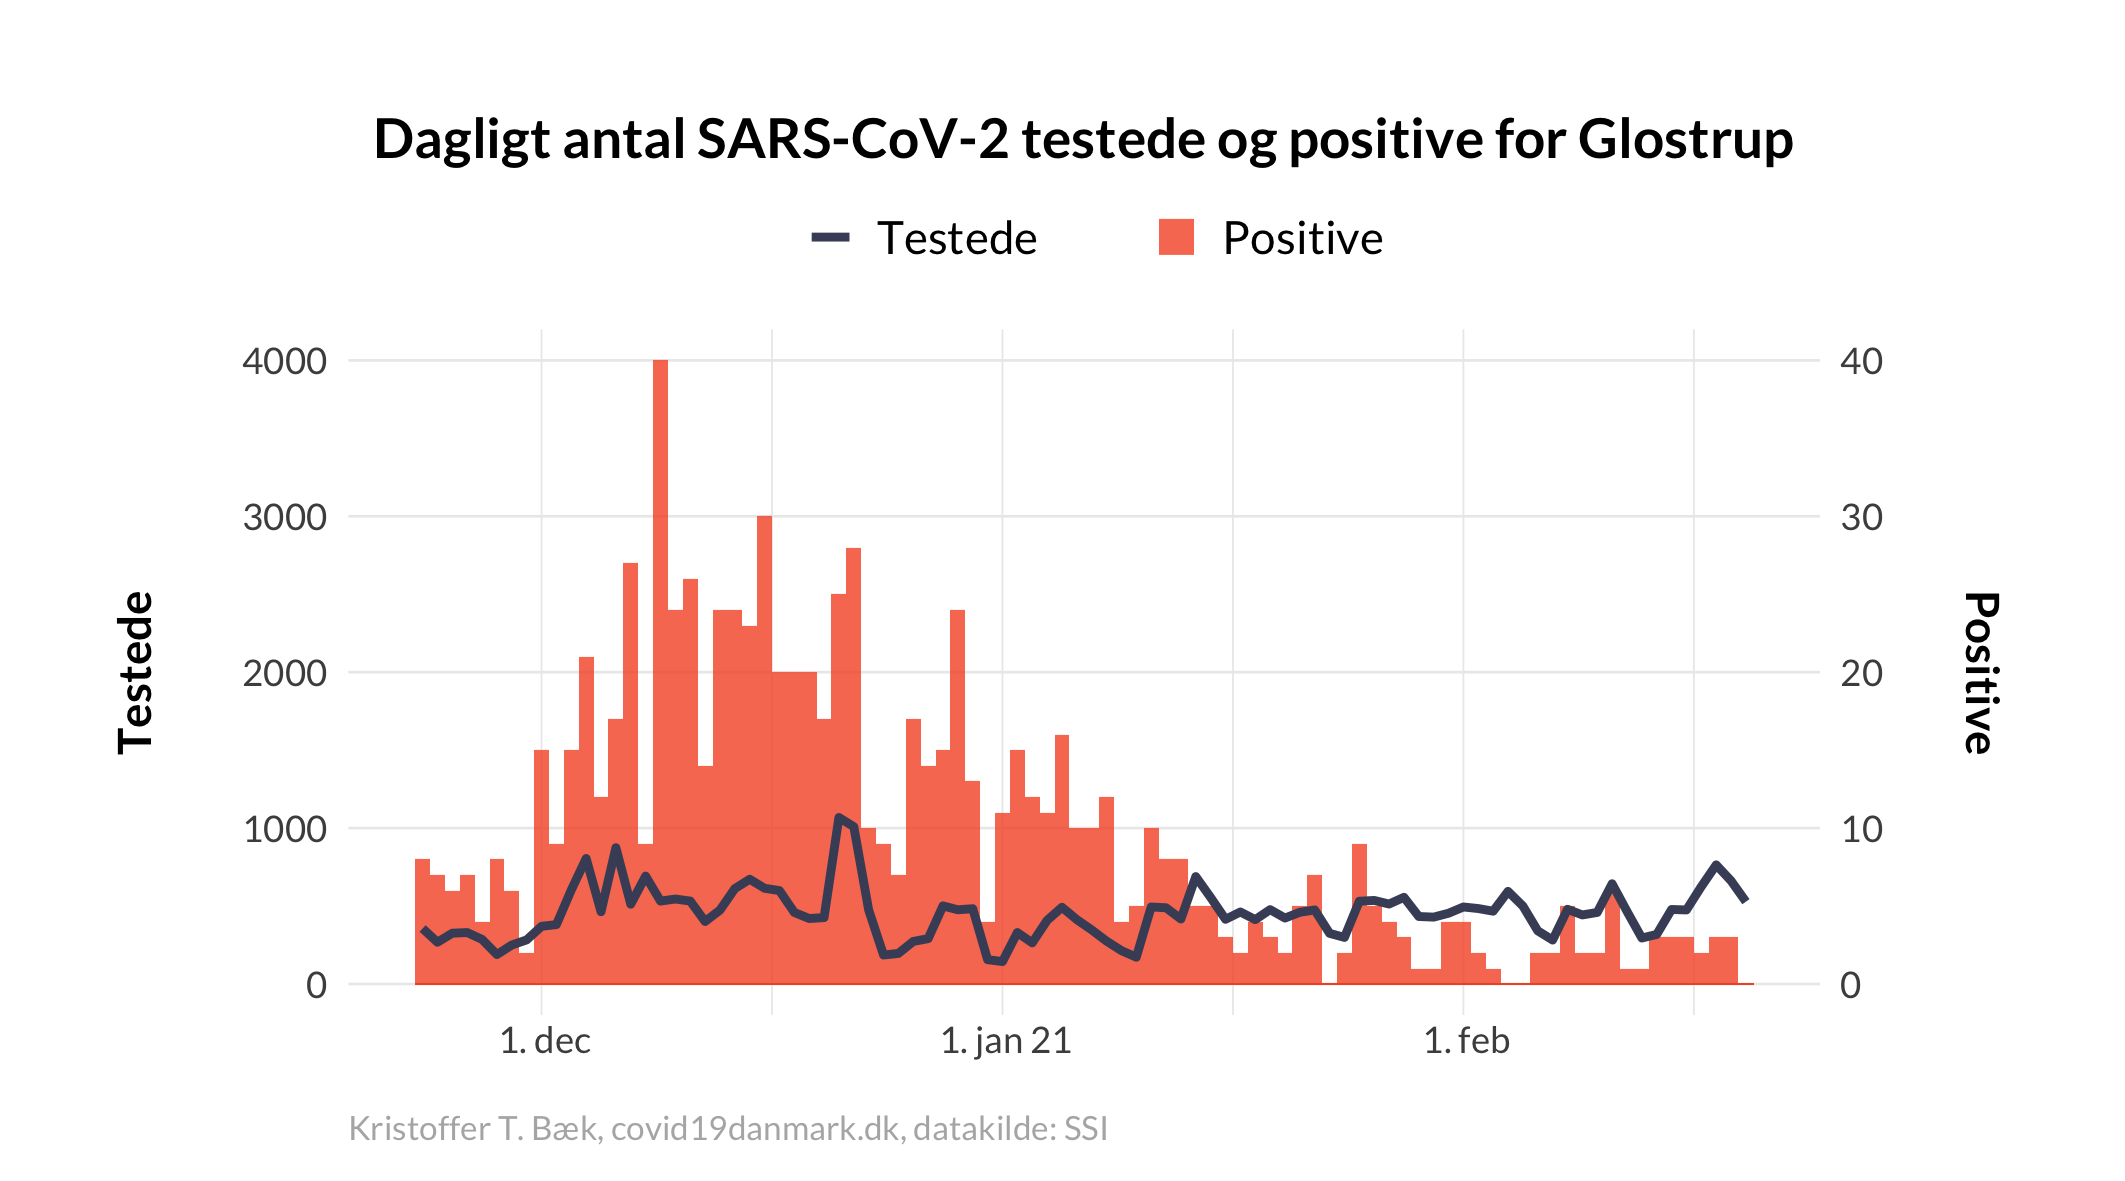 Dagligt antal SARS-CoV-2 testede og positive for Glostrup
Testede
Positive
4000
3000
2000
1000
0
Testede
40
30
20
10
0
Positive
1. dec
1. jan 21
1. feb
Kristoffer T. Bæk, covid19danmark.dk, datakilde: SSI